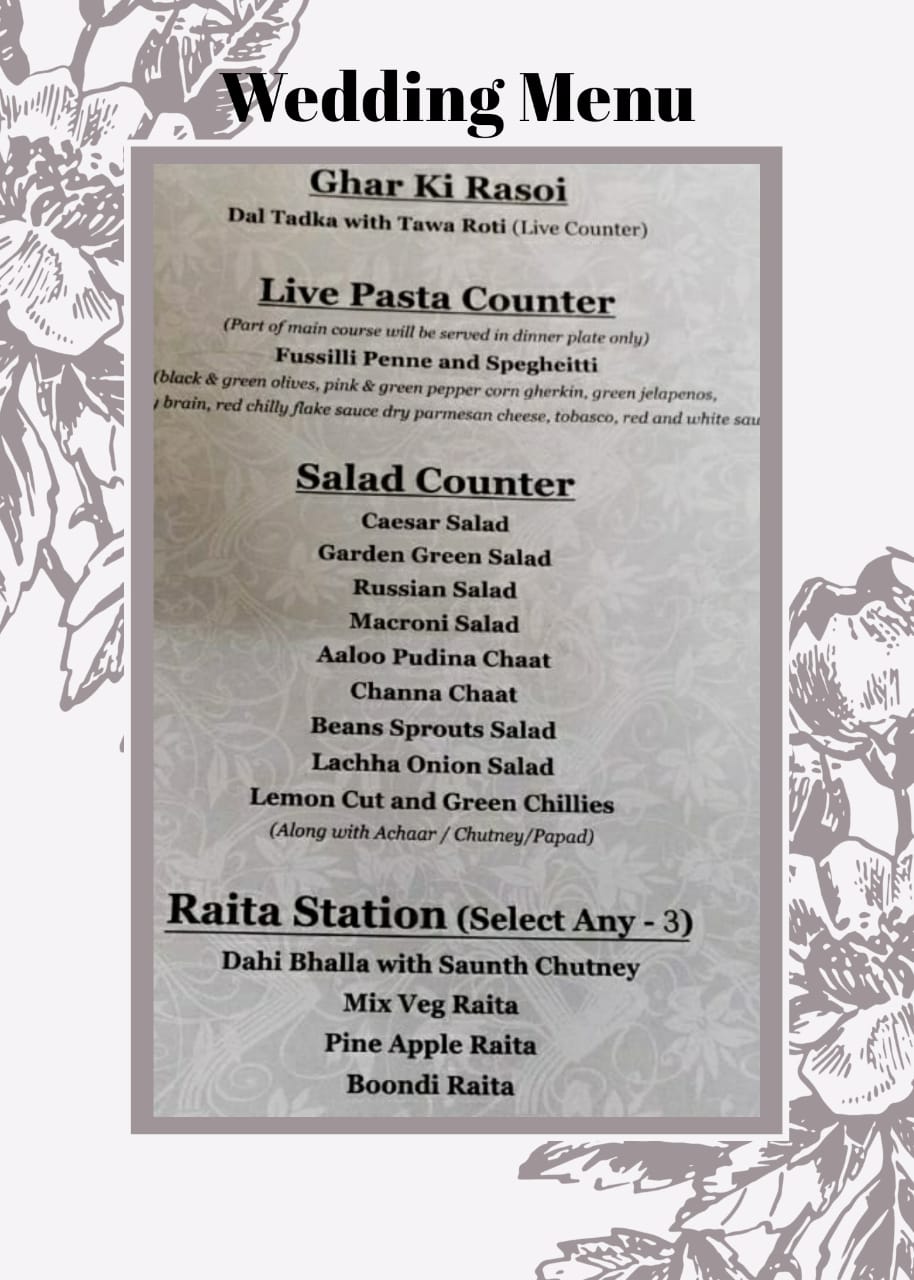 Wedding Menu
Ghar Ki Rasoi
Dal Tadka with Tawa Roti (Live Counter)
Live Pasta Counter
(Part of main course will be served in dinner plate only)
Fussilli Penne and Spegheitti
(black & green olives, pink & green pepper corn gherkin, green jelapenos,
brain, red chilly flake sauce dry parmesan cheese, tobasco, red and white
Salad Counter
Caesar Salad
Garden Green Salad
Russian Salad
Macroni Salad
Aaloo Pudina Chaat
Channa Chaat
Beans Sprouts Salad
Lachha Onion Salad
Lemon Cut and Green Chillies
(Along with Achaar / Chutney/Papad)
Raita Station (Select Any - 3)
Dahi Bhalla with Saunth Chutney
Mix Veg Raita
Pine Apple Raita
Boondi Raita